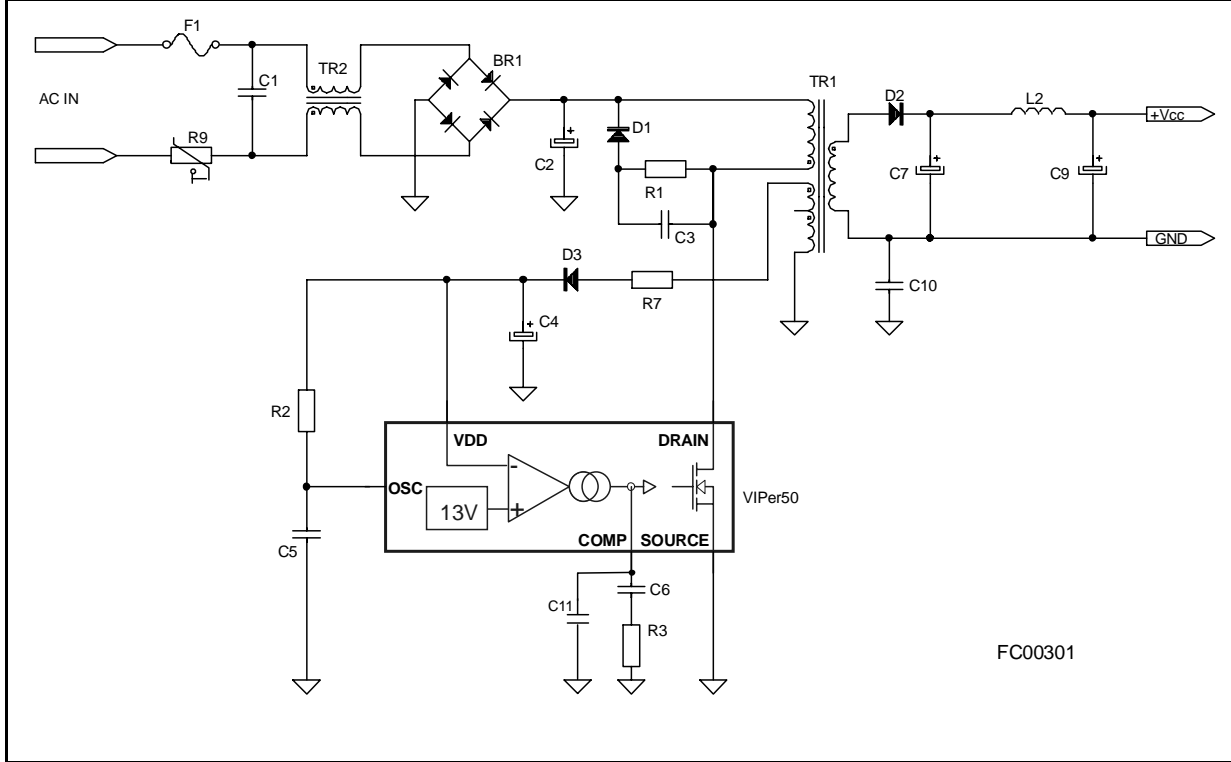 F1
TR2
BR1
TR1
AC IN
C1
R9
C2
+
D1
R1
C3
D2
L2
+Vcc
C7
+
C9
+
GND
C10
D3
R7
C4
+
R2
C5
VDD
DRAIN
OSC
13V
-
+
COMP
SOURCE
VIPer50
C11
C6
R3
FC00301